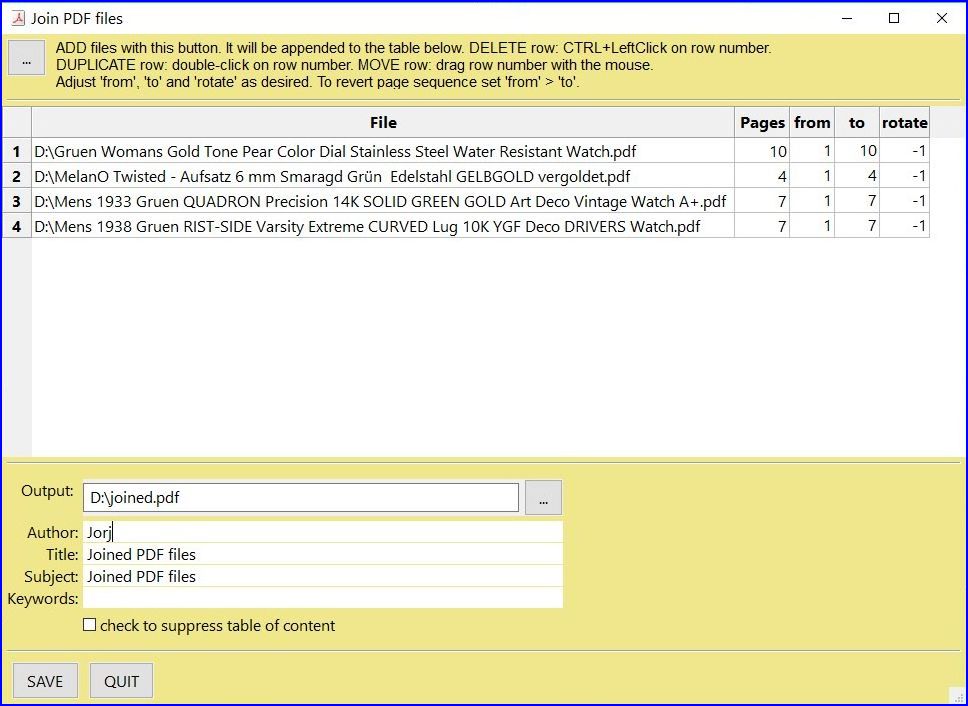 Join PDF files
... ADD files with this button. It will be appended to the table below. DELETE row: CTRL+LeftClick on row number.
DUPLICATE row: double-click on row number. MOVE row: drag row number with the mouse.
Adjust 'from', 'to' and 'rotate' as desired. To revert page sequence set 'from' > 'to'.
File Pages from to rotate
1 D:\Gruen Womans Gold Tone Pear Color Dial Stainless Steel Water Resistant Watch.pdf 10 1 10 -1
2 D:\MelanO Twisted - Aufsatz 6 mm Smaragd Grün  Edelstahl GELBGOLD vergoldet.pdf 4 1 4 -1
3 D:\Mens 1933 Gruen QUADRON Precision 14K SOLID GREEN GOLD Art Deco Vintage Watch A+.pdf 7 1 7 -1
4 D:\Mens 1938 Gruen RIST-SIDE Varsity Extreme CURVED Lug 10K YGF Deco DRIVERS Watch.pdf 7 1 7 -1
Output: D:\joined.pdf ...
Author: Jorj
Title: Joined PDF files
Subject: Joined PDF files
Keywords:
check to suppress table of content
SAVE QUIT